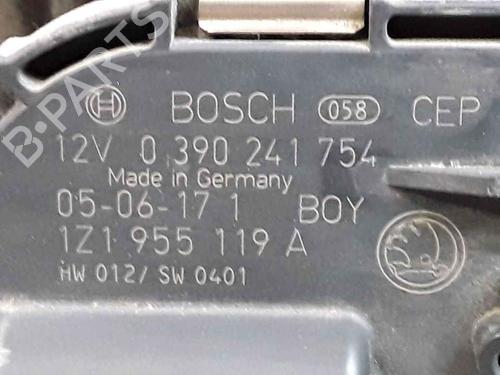 BOSCH 058 CEP
12V 0 390 241 754
Made in Germany
05-06-17 1 BOY
1Z1 955 119 A
HW 012/ SW 0401
B-PARTS